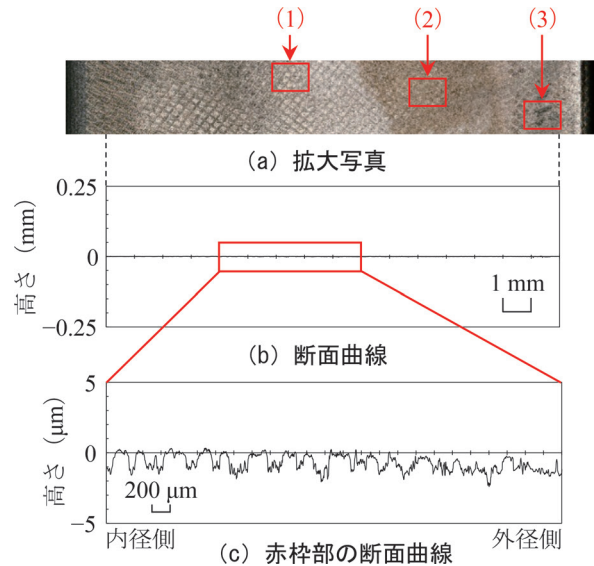 (1) (2) (3)
(a) 拡大写真
0.25
0
−0.25
高さ (mm)
1 mm
(b) 断面曲線
5
0
−5
高さ (μm)
200 μm
内径側 外径側
(c) 赤枠部の断面曲線